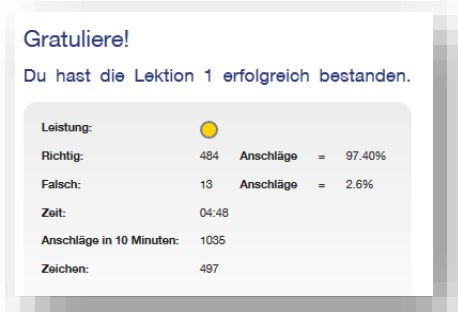 Gratuliere!
Du hast die Lektion 1 erfolgreich bestanden.
Leistung:
Richtig: 484 Anschläge = 97.40%
Falsch: 13 Anschläge = 2.6%
Zeit: 04:48
Anschläge in 10 Minuten: 1035
Zeichen: 497